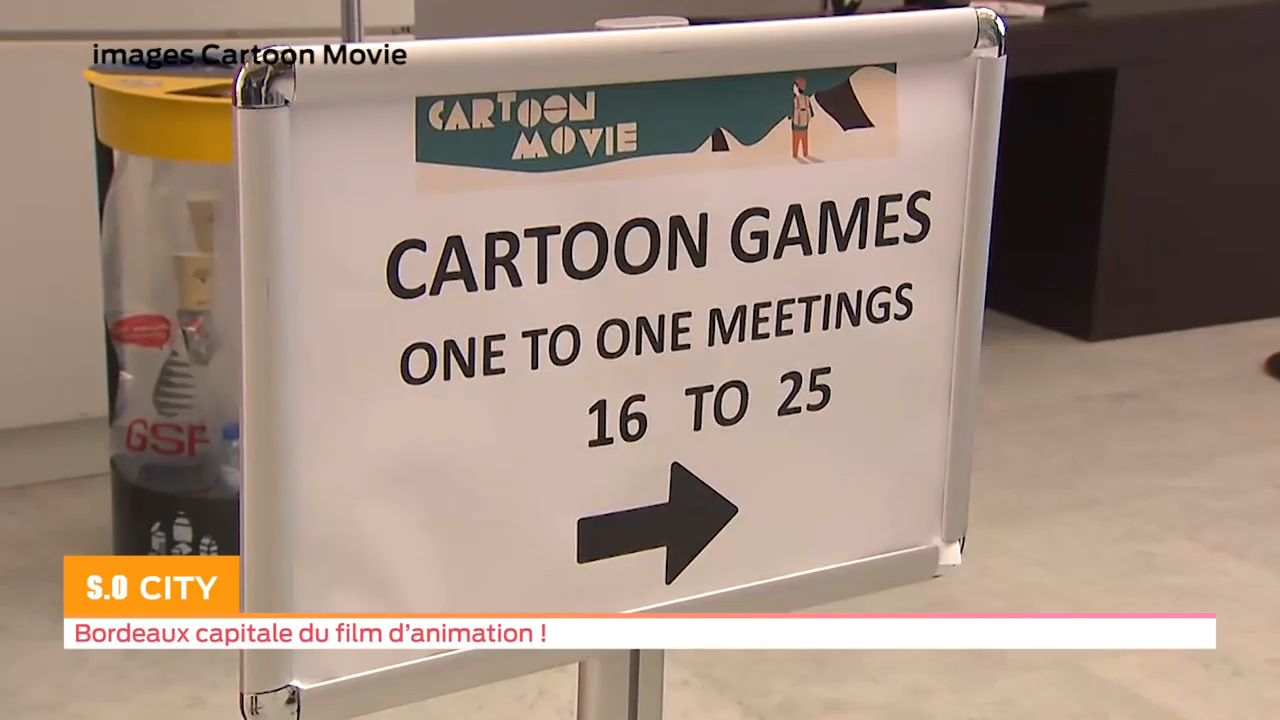 images Cartoon Movie
CARTOON
MOVIE
CARTOON GAMES
ONE TO ONE MEETINGS
16 TO 25
GSF
S.O CITY
Bordeaux capitale du film d'animation !